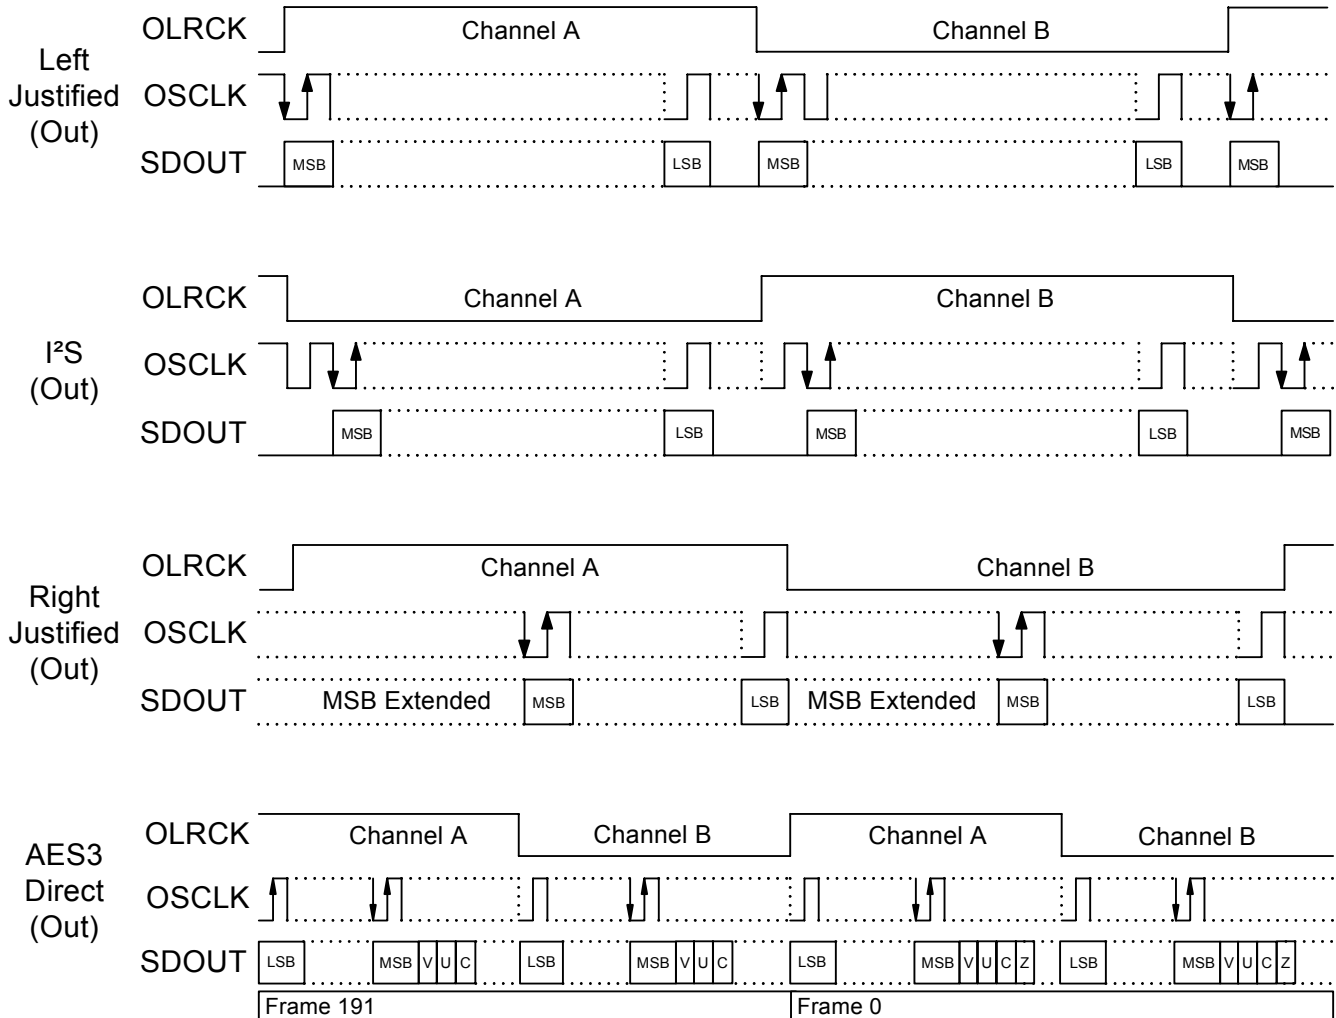 Left
Justified
(Out)
OLRCK
Channel A
Channel B
OSCLK
SDOUT
MSB
LSB
MSB
LSB
MSB
I²S
(Out)
OLRCK
Channel A
Channel B
OSCLK
SDOUT
MSB
LSB
MSB
LSB
MSB
Right
Justified
(Out)
OLRCK
Channel A
Channel B
OSCLK
SDOUT
MSB Extended
MSB
LSB
MSB Extended
MSB
LSB
AES3
Direct
(Out)
OLRCK
Channel A
Channel B
Channel A
Channel B
OSCLK
SDOUT
LSB
MSB V U C
LSB
MSB V U C
LSB
MSB V U C Z
LSB
MSB V U C Z
Frame 191
Frame 0